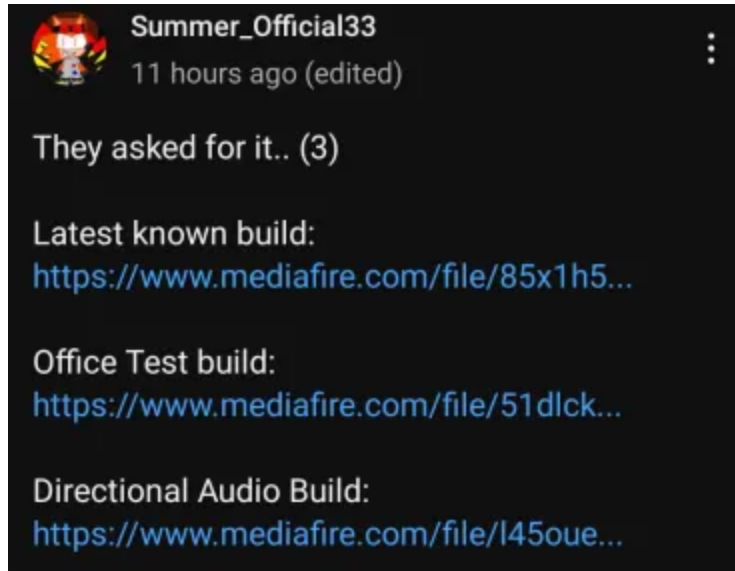 Summer_Official33
11 hours ago (edited)
They asked for it.. (3)
Latest known build:
https://www.mediafire.com/file/85x1h5...
Office Test build:
https://www.mediafire.com/file/51dlck...
Directional Audio Build:
https://www.mediafire.com/file/l45oue...